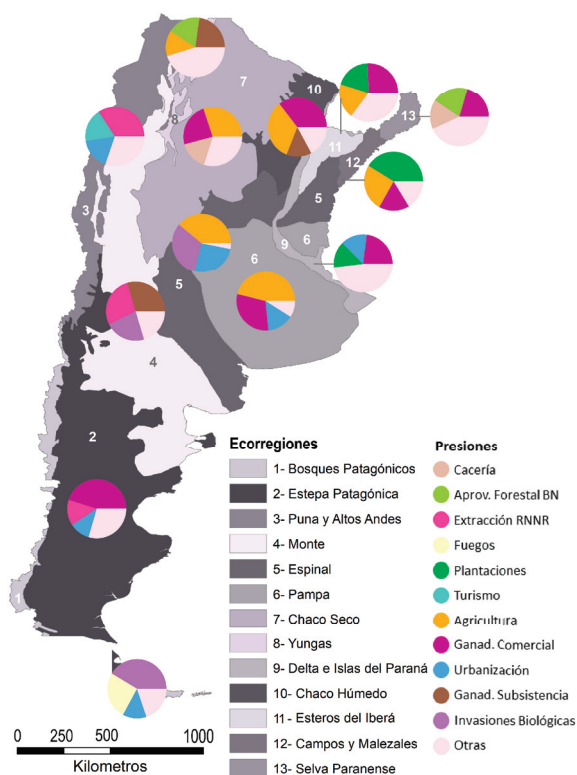 10
7
13
8
11
12
3
5
9
6
6
5
4
2
1
Ecorregiones
1- Bosques Patagónicos
2- Estepa Patagónica
3- Puna y Altos Andes
4- Monte
5- Espinal
6- Pampa
7- Chaco Seco
8- Yungas
9- Delta e Islas del Paraná
10- Chaco Húmedo
11- Esteros del Iberá
12- Campos y Malezales
13- Selva Paranense
Presiones
Cacería
Aprov. Forestal BN
Extracción RNNR
Fuegos
Plantaciones
Turismo
Agricultura
Ganad. Comercial
Urbanización
Ganad. Subsistencia
Invasiones Biológicas
Otras
0 250 500 1000
Kilometros